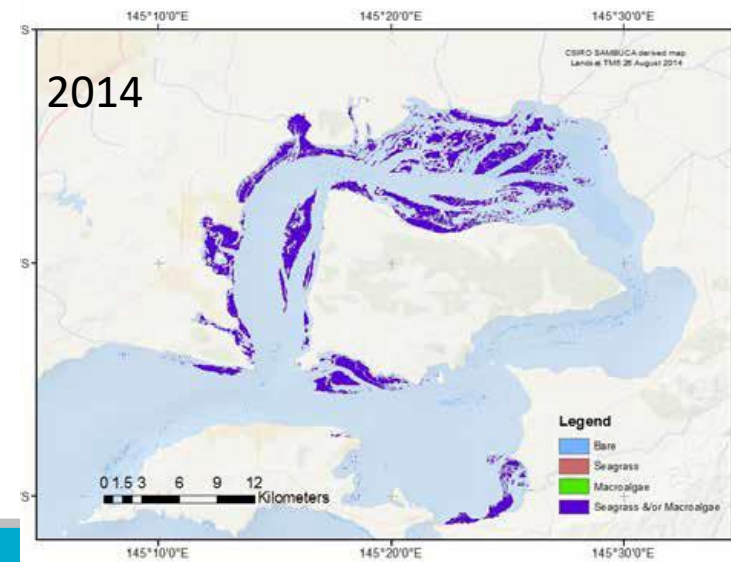 145°10'0"E 145°20'0"E 145°30'0"E
S
CSIRO SAMBUCA derived map
Landsat TM5 26 August 2014
2014
S
Legend
Bare
Seagrass
Macroalgae
Seagrass &/or Macroalgae
0 1.5 3 6 9 12
Kilometers
S
145°10'0"E 145°20'0"E 145°30'0"E